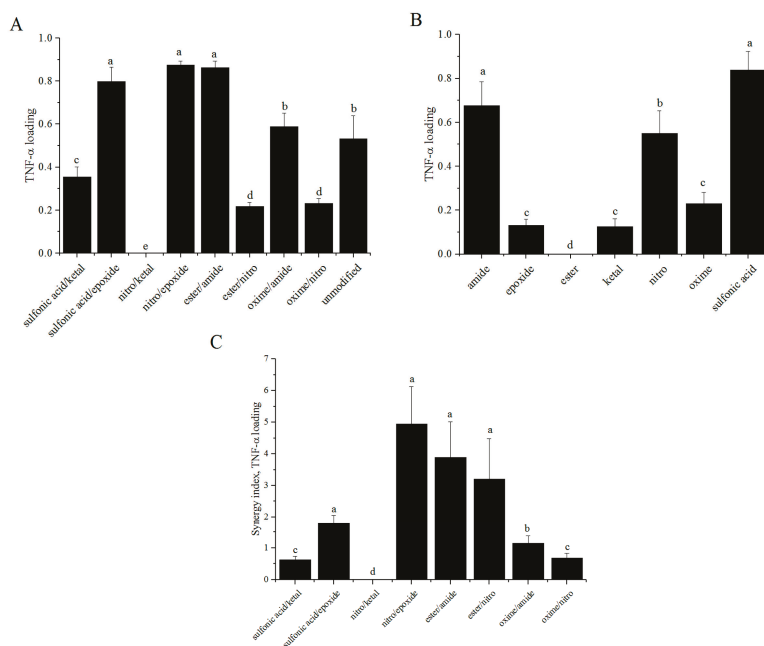 A
1.0
0.8
0.6
0.4
0.2
0.0
TNF-α loading
c
a
e
a
a
d
b
d
b
sulfonic acid/ketal
sulfonic acid/epoxide
nitro/ketal
nitro/epoxide
ester/amide
ester/nitro
oxime/amide
oxime/nitro
unmodified
B
1.0
0.8
0.6
0.4
0.2
0.0
TNF-α loading
a
c
d
c
b
c
a
amide
epoxide
ester
ketal
nitro
oxime
sulfonic acid
C
7
6
5
4
3
2
1
0
Synergy index, TNF-α loading
c
a
d
a
a
a
b
c
sulfonic acid/ketal
sulfonic acid/epoxide
nitro/ketal
nitro/epoxide
ester/amide
ester/nitro
oxime/amide
oxime/nitro